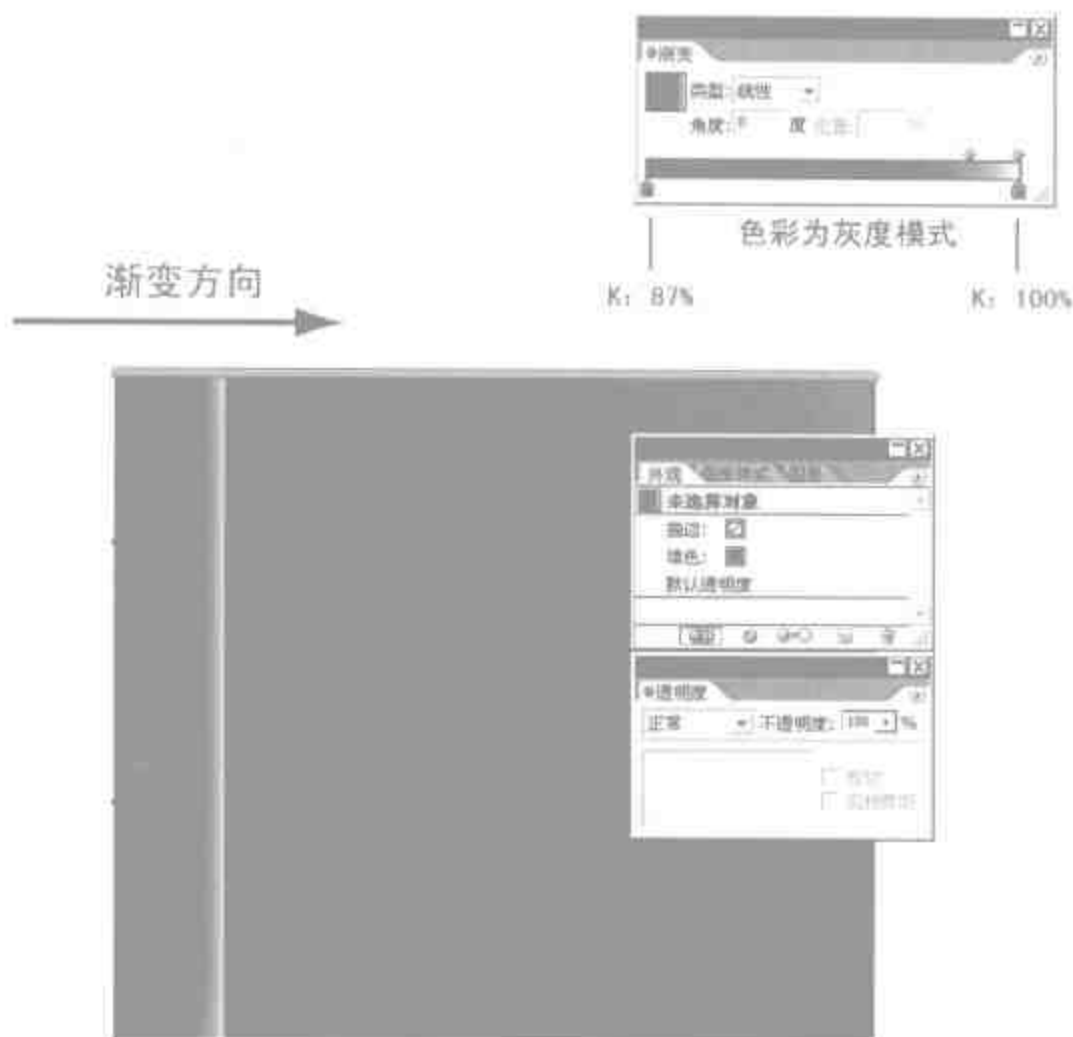 渐变
类型: 线性
角度: 0 度 位置:
色彩为灰度模式
K: 87%
K: 100%
渐变方向
外观
未选择对象
描边:
填色:
默认透明度
透明度
正常 不透明度: 100 %